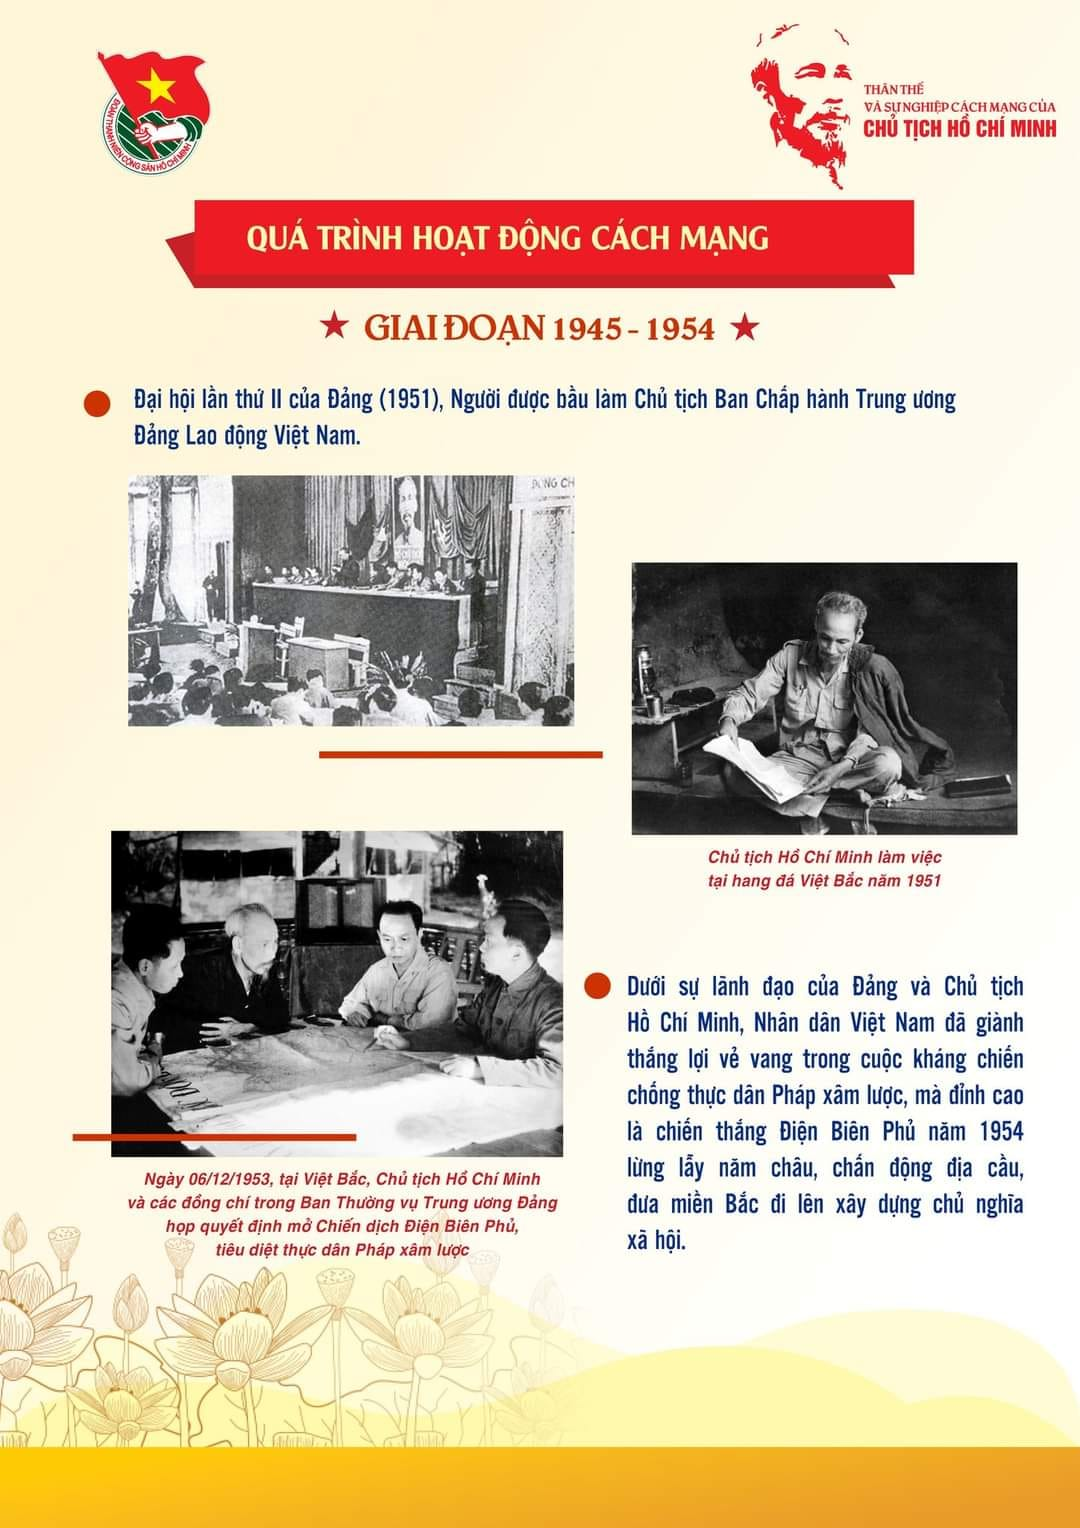 ĐOÀN THANH NIÊN CỘNG SẢN HỒ CHÍ MINH
THÂN THẾ
VÀ SỰ NGHIỆP CÁCH MẠNG CỦA
CHỦ TỊCH HỒ CHÍ MINH
QUÁ TRÌNH HOẠT ĐỘNG CÁCH MẠNG
GIAI ĐOẠN 1945 - 1954
Đại hội lần thứ II của Đảng (1951), Người được bầu làm Chủ tịch Ban Chấp hành Trung ương
Đảng Lao động Việt Nam.
Chủ tịch Hồ Chí Minh làm việc
tại hang đá Việt Bắc năm 1951
Ngày 06/12/1953, tại Việt Bắc, Chủ tịch Hồ Chí Minh
và các đồng chí trong Ban Thường vụ Trung ương Đảng
họp quyết định mở Chiến dịch Điện Biên Phủ,
tiêu diệt thực dân Pháp xâm lược
Dưới sự lãnh đạo của Đảng và Chủ tịch
Hồ Chí Minh, Nhân dân Việt Nam đã giành
thắng lợi vẻ vang trong cuộc kháng chiến
chống thực dân Pháp xâm lược, mà đỉnh cao
là chiến thắng Điện Biên Phủ năm 1954
lừng lẫy năm châu, chấn động địa cầu,
đưa miền Bắc đi lên xây dựng chủ nghĩa
xã hội.